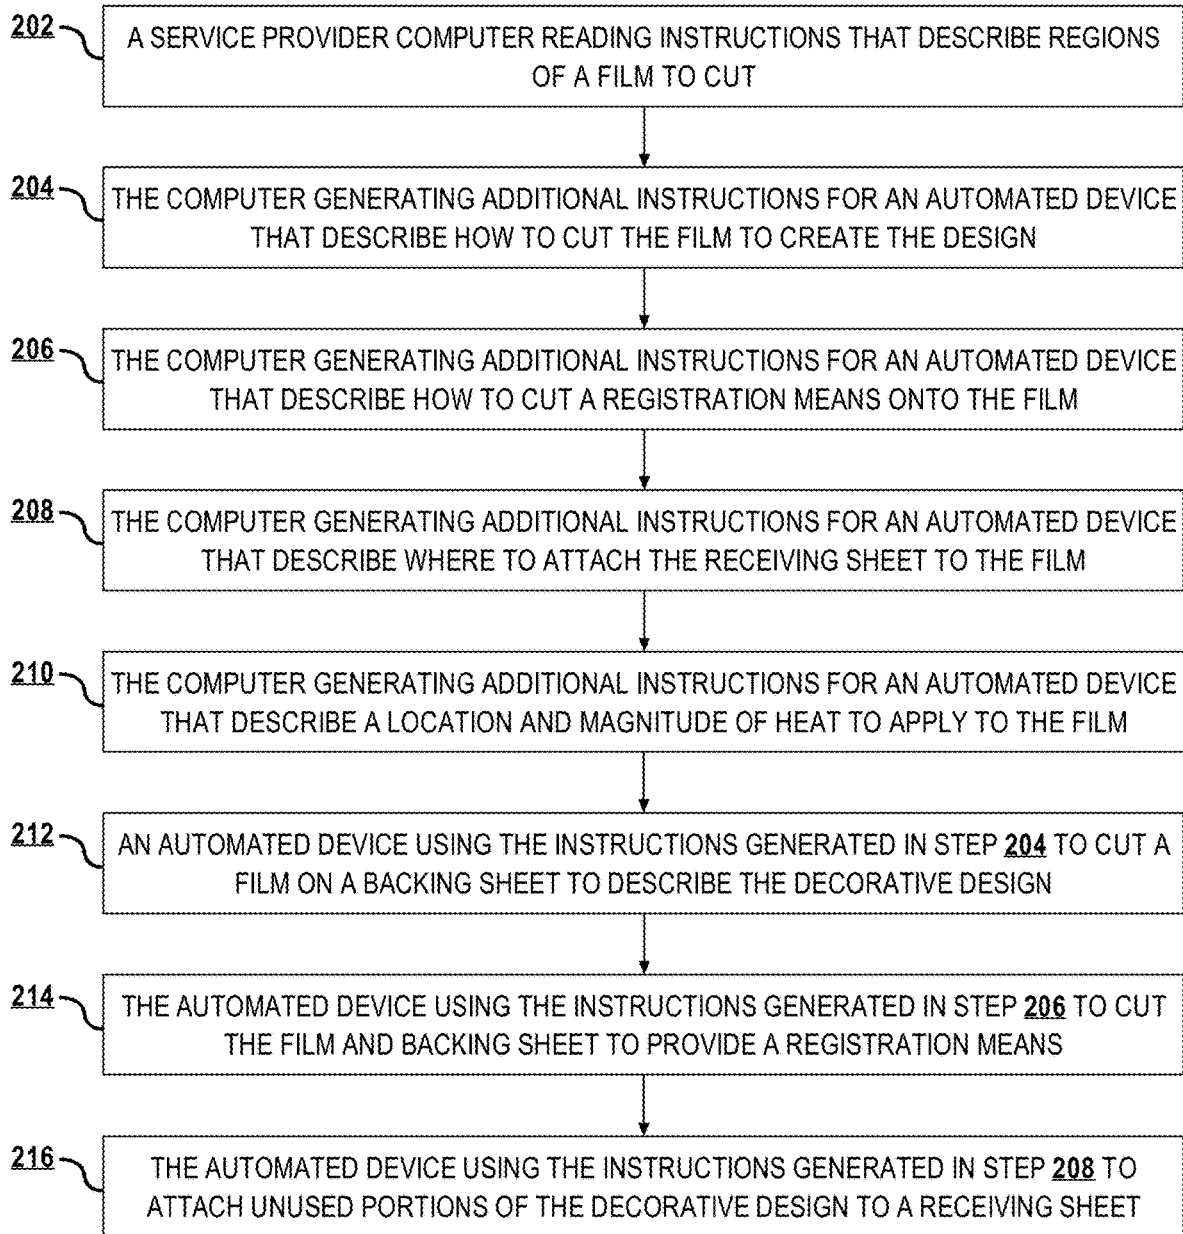 202
A SERVICE PROVIDER COMPUTER READING INSTRUCTIONS THAT DESCRIBE REGIONS
OF A FILM TO CUT
204
THE COMPUTER GENERATING ADDITIONAL INSTRUCTIONS FOR AN AUTOMATED DEVICE
THAT DESCRIBE HOW TO CUT THE FILM TO CREATE THE DESIGN
206
THE COMPUTER GENERATING ADDITIONAL INSTRUCTIONS FOR AN AUTOMATED DEVICE
THAT DESCRIBE HOW TO CUT A REGISTRATION MEANS ONTO THE FILM
208
THE COMPUTER GENERATING ADDITIONAL INSTRUCTIONS FOR AN AUTOMATED DEVICE
THAT DESCRIBE WHERE TO ATTACH THE RECEIVING SHEET TO THE FILM
210
THE COMPUTER GENERATING ADDITIONAL INSTRUCTIONS FOR AN AUTOMATED DEVICE
THAT DESCRIBE A LOCATION AND MAGNITUDE OF HEAT TO APPLY TO THE FILM
212
AN AUTOMATED DEVICE USING THE INSTRUCTIONS GENERATED IN STEP 204 TO CUT A
FILM ON A BACKING SHEET TO DESCRIBE THE DECORATIVE DESIGN
214
THE AUTOMATED DEVICE USING THE INSTRUCTIONS GENERATED IN STEP 206 TO CUT
THE FILM AND BACKING SHEET TO PROVIDE A REGISTRATION MEANS
216
THE AUTOMATED DEVICE USING THE INSTRUCTIONS GENERATED IN STEP 208 TO
ATTACH UNUSED PORTIONS OF THE DECORATIVE DESIGN TO A RECEIVING SHEET